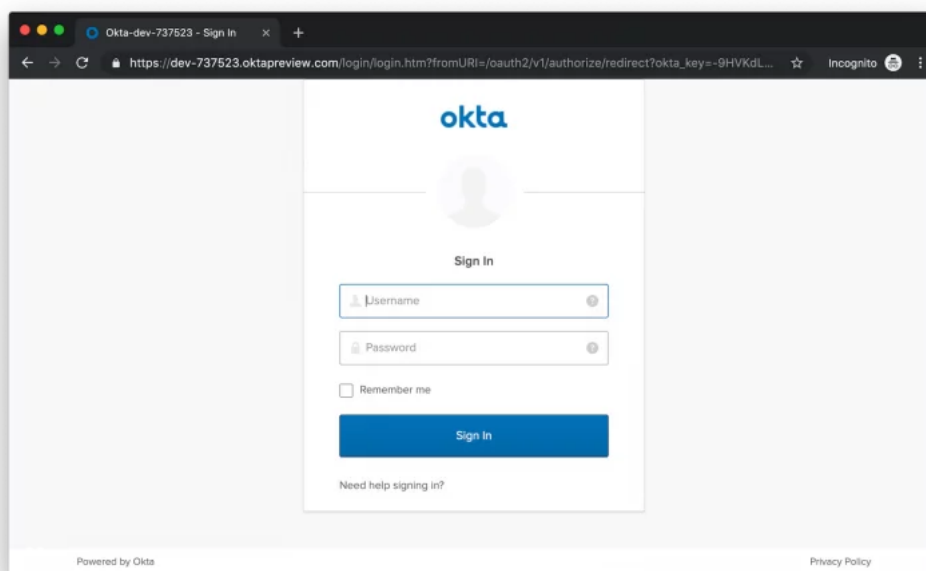 Okta-dev-737523 - Sign In
https://dev-737523.oktapreview.com/login/login.htm?fromURI=/oauth2/v1/authorize/redirect?okta_key=-9HVKdL... Incognito
okta
Sign In
Username
Password
Remember me
Sign In
Need help signing in?
Powered by Okta Privacy Policy